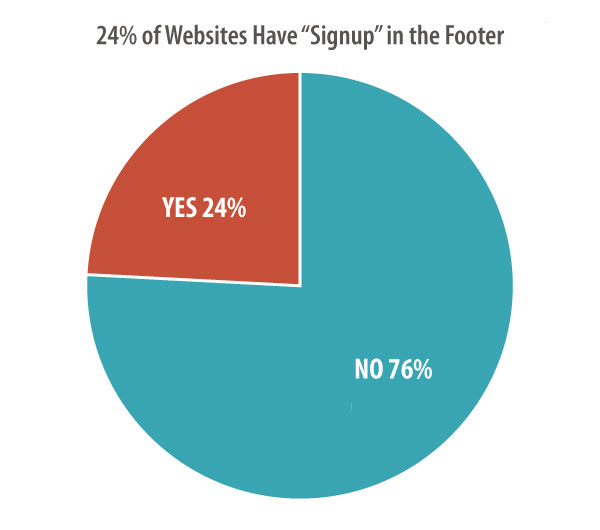 24% of Websites Have “Signup” in the Footer
YES 24%
NO 76%